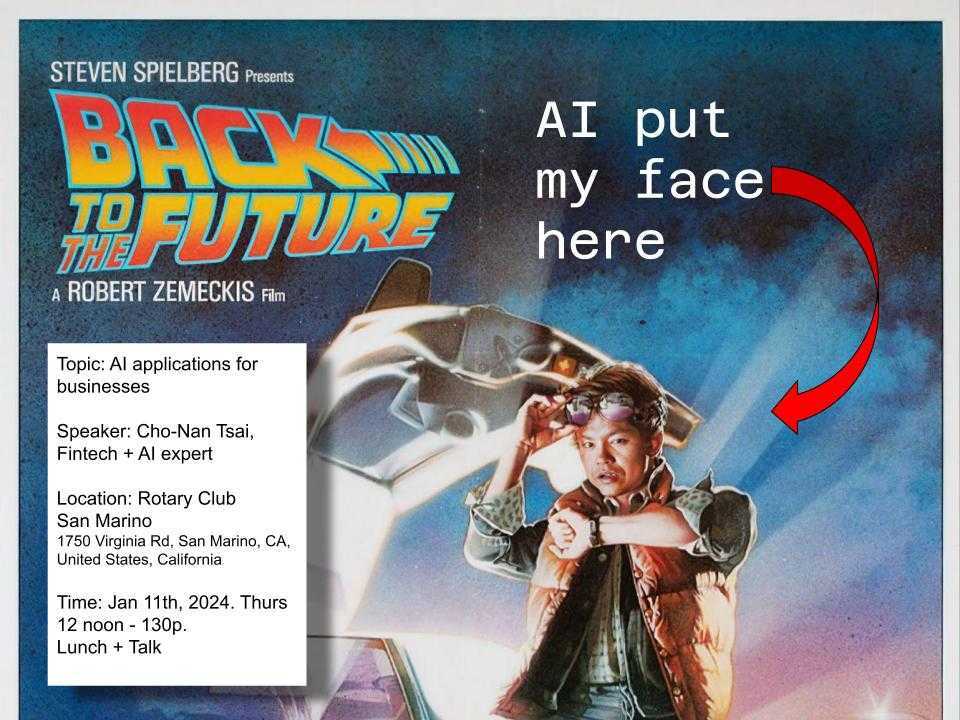 STEVEN SPIELBERG Presents
BACK
TO
THE FUTURE
A ROBERT ZEMECKIS Film
AI put
my face
here
Topic: AI applications for
businesses
Speaker: Cho-Nan Tsai,
Fintech + AI expert
Location: Rotary Club
San Marino
1750 Virginia Rd, San Marino, CA,
United States, California
Time: Jan 11th, 2024. Thurs
12 noon - 130p.
Lunch + Talk